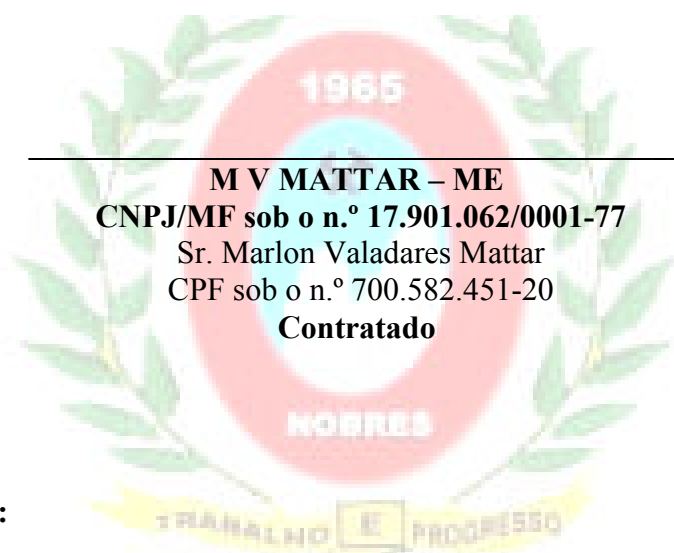 1965
M V MATTAR – ME
CNPJ/MF sob o n.º 17.901.062/0001-77
Sr. Marlon Valadares Mattar
CPF sob o n.º 700.582.451-20
Contratado
NOBRES
:
TRABALHO E PROGRESSO